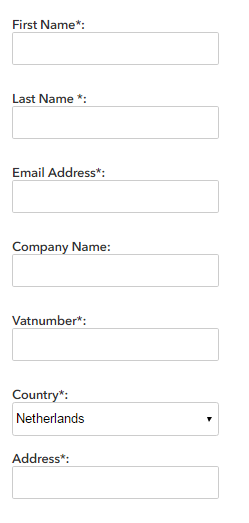 First Name*:
Last Name *:
Email Address*:
Company Name:
Vatnumber*:
Country*:
Netherlands
Address*: